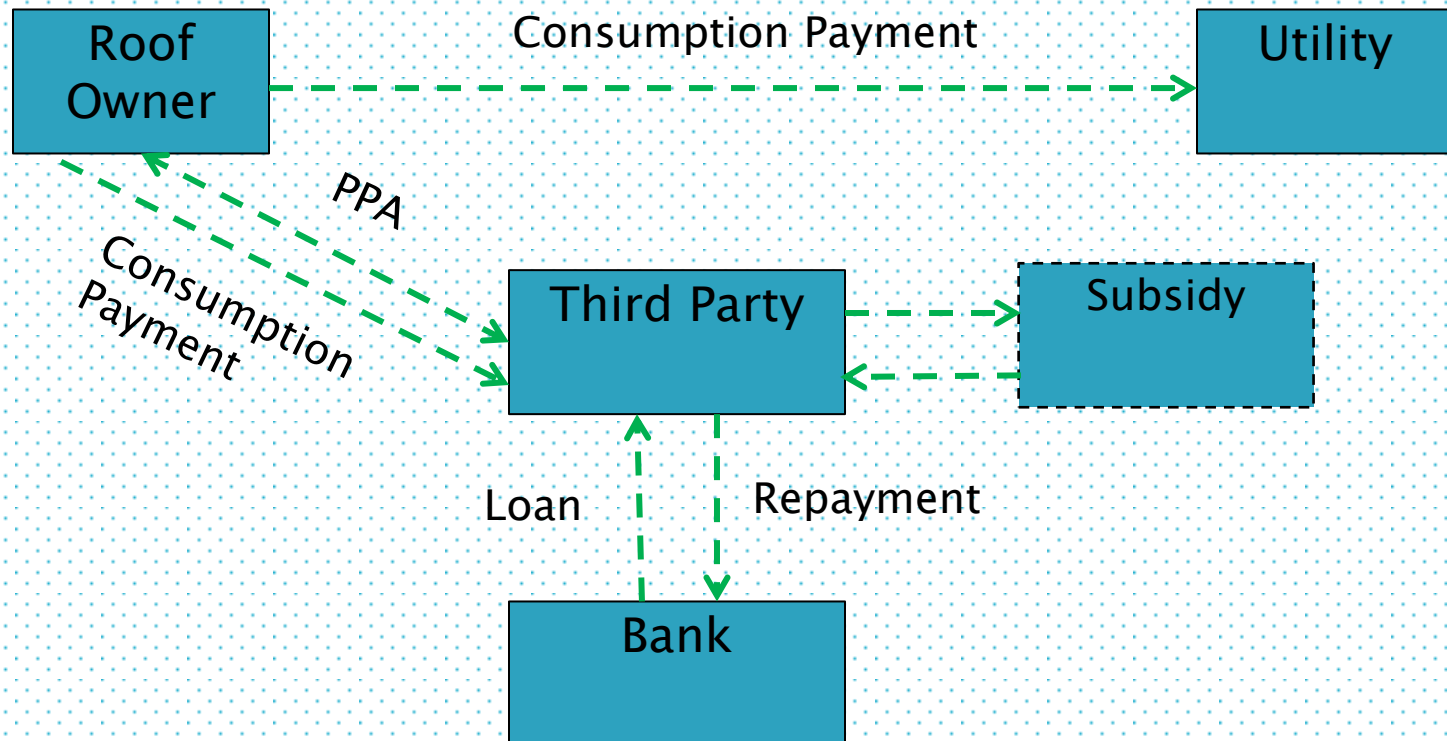 Roof
Owner
Consumption Payment
Utility
PPA
Consumption
Payment
Third Party
Subsidy
Loan
Repayment
Bank